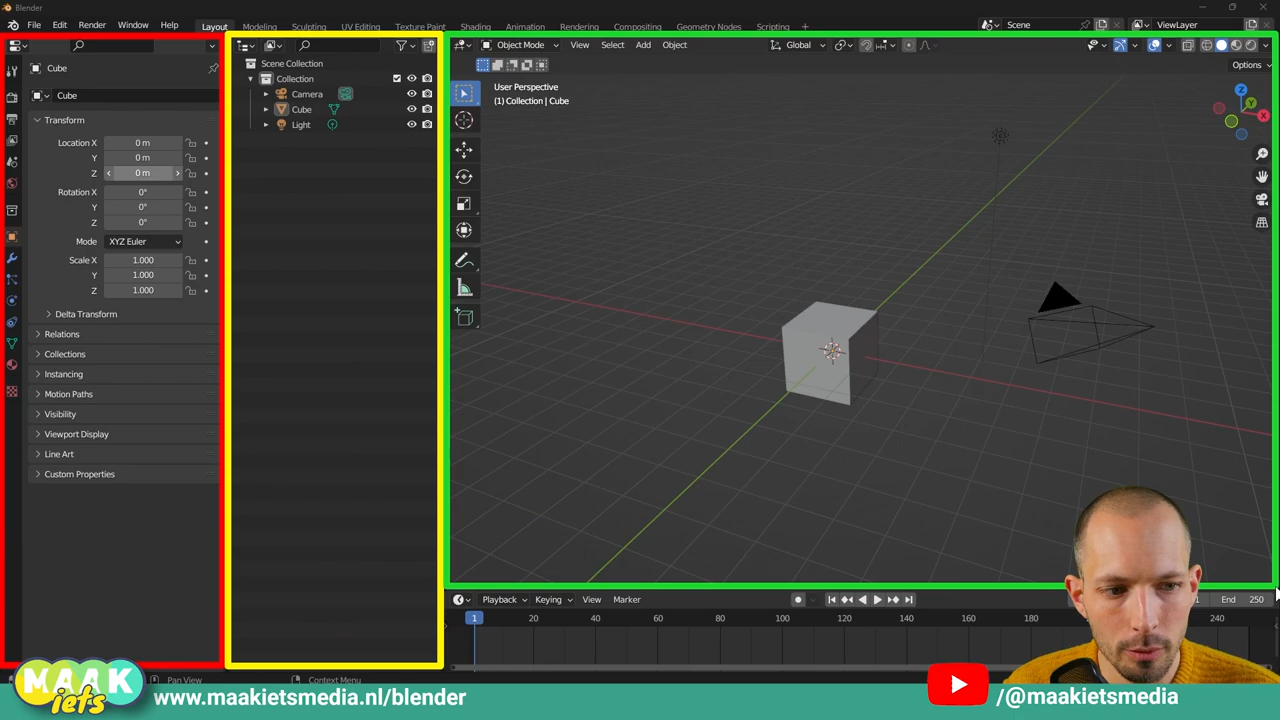 Blender
File Edit Render Window Help Layout Modeling Sculpting UV Editing Texture Paint Shading Animation Rendering Compositing Geometry Nodes Scripting + Scene ViewLayer
Object Mode View Select Add Object Global
Options
Cube
Cube
Transform
Location X 0 m
Y 0 m
Z 0 m
Rotation X 0°
Y 0°
Z 0°
Mode XYZ Euler
Scale X 1.000
Y 1.000
Z 1.000
Delta Transform
Relations
Collections
Instancing
Motion Paths
Visibility
Viewport Display
Line Art
Custom Properties
Scene Collection
Collection
Camera
Cube
Light
User Perspective
(1) Collection | Cube
Z
Y
X
Playback Keying View Marker 1 End 250
1 20 40 60 80 100 120 140 160 180 240
Pan View Context Menu
MAAK
iets
www.maakietsmedia.nl/blender
/@maakietsmedia